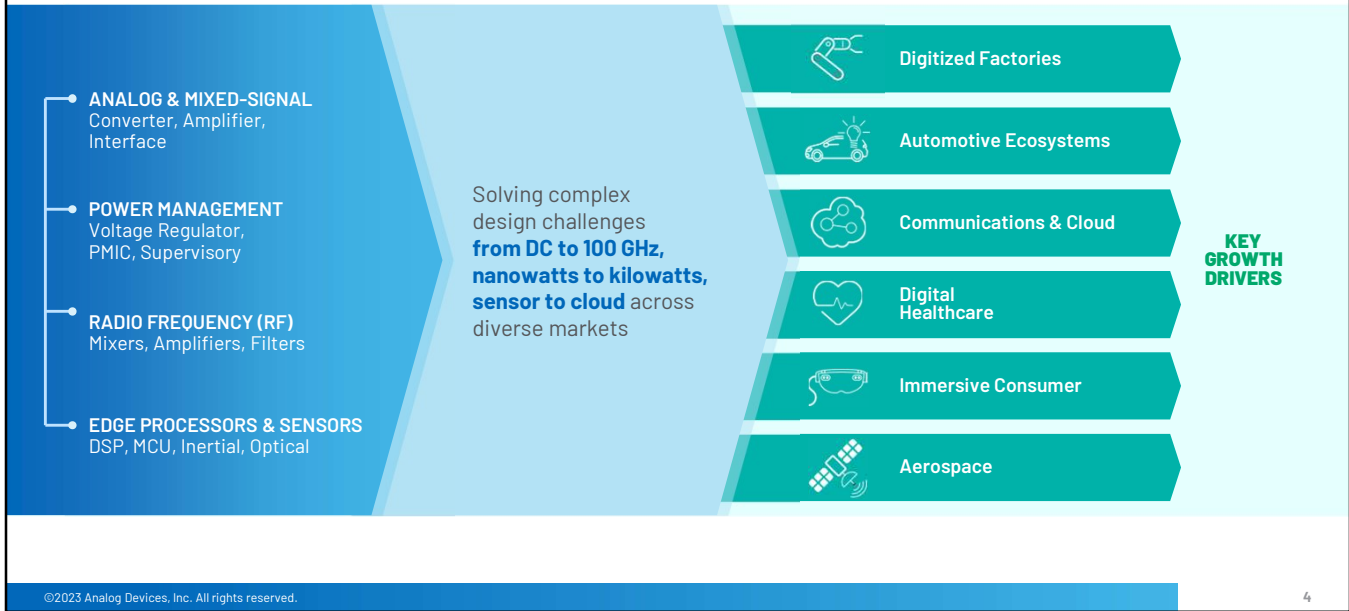 ANALOG & MIXED-SIGNAL
Converter, Amplifier,
Interface
POWER MANAGEMENT
Voltage Regulator,
PMIC, Supervisory
RADIO FREQUENCY (RF)
Mixers, Amplifiers, Filters
EDGE PROCESSORS & SENSORS
DSP, MCU, Inertial, Optical
Solving complex
design challenges
from DC to 100 GHz,
nanowatts to kilowatts,
sensor to cloud across
diverse markets
Digitized Factories
Automotive Ecosystems
Communications & Cloud
Digital
Healthcare
Immersive Consumer
Aerospace
KEY
GROWTH
DRIVERS
©2023 Analog Devices, Inc. All rights reserved.
4